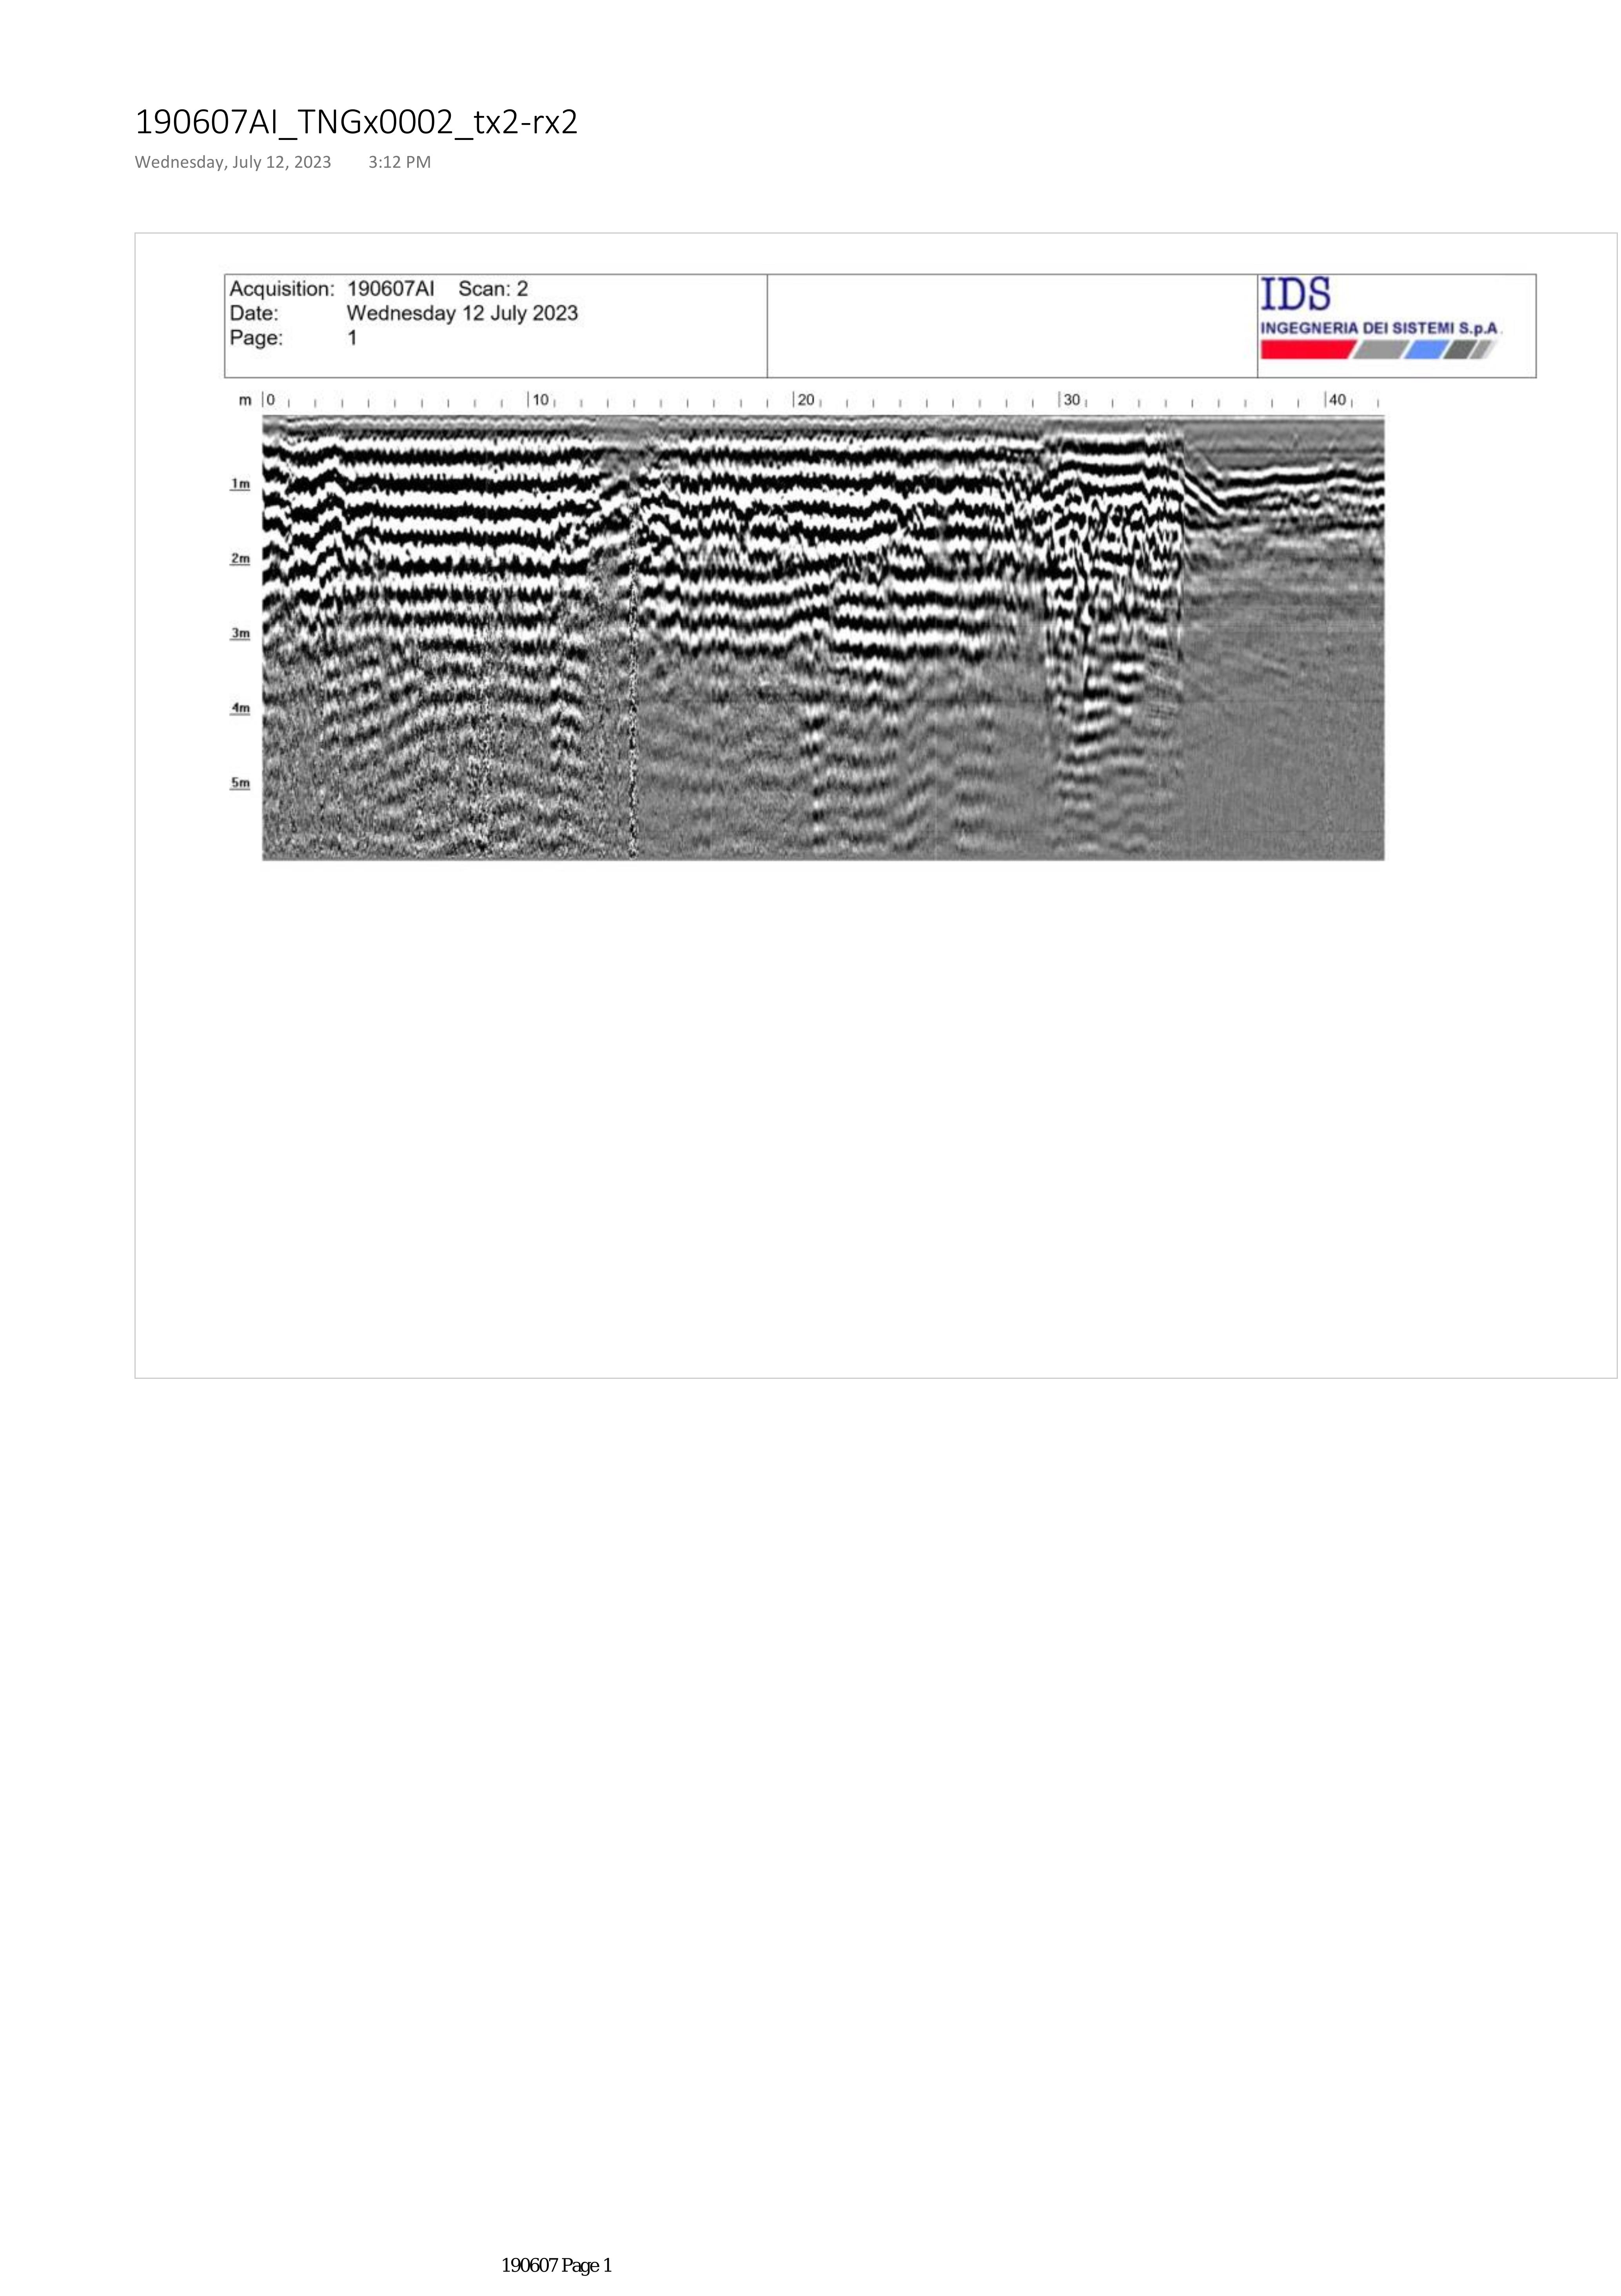 190607AI_TNGx0002_tx2-rx2
Wednesday, July 12, 2023 3:12 PM
Acquisition: 190607AI Scan: 2
Date: Wednesday 12 July 2023
Page: 1
IDS
INGEGNERIA DEI SISTEMI S.p.A.
m 0 10 20 30 40
1m
2m
3m
4m
5m
190607 Page 1